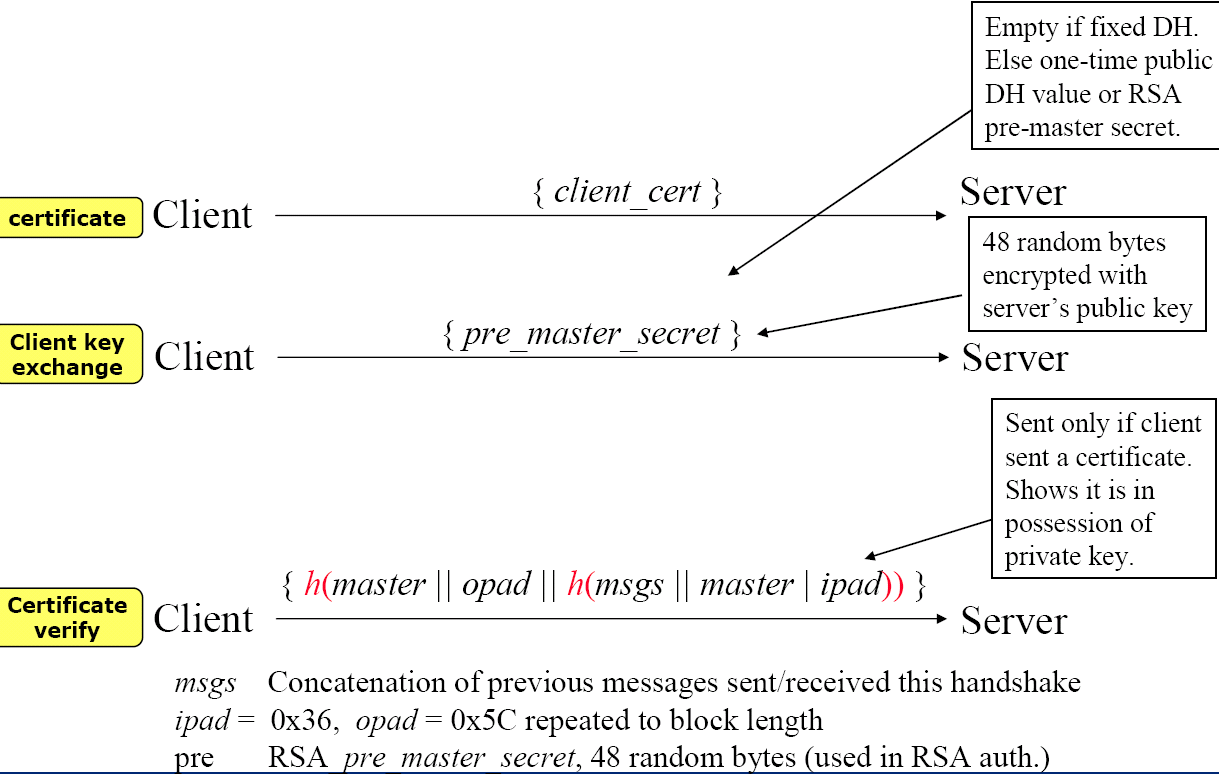 Empty if fixed DH.
Else one-time public
DH value or RSA
pre-master secret.
certificate
Client
{ client_cert }
Server
48 random bytes
encrypted with
server's public key
Client key
exchange
Client
{ pre_master_secret }
Server
Sent only if client
sent a certificate.
Shows it is in
possession of
private key.
Certificate
verify
Client
{ h(master || opad || h(msgs || master | ipad)) }
Server
msgs Concatenation of previous messages sent/received this handshake
ipad = 0x36, opad = 0x5C repeated to block length
pre RSA_pre_master_secret, 48 random bytes (used in RSA auth.)